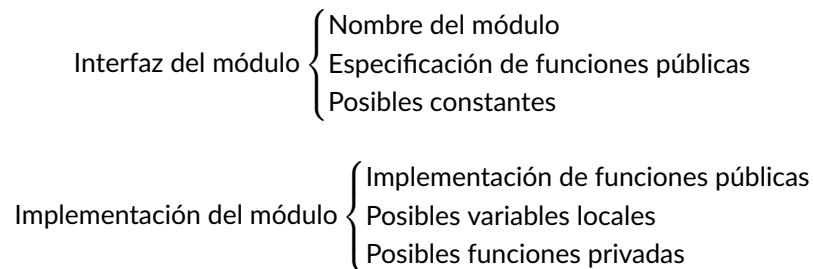 Nombre del módulo
Interfaz del módulo
Especificación de funciones públicas
Posibles constantes
Implementación de funciones públicas
Implementación del módulo
Posibles variables locales
Posibles funciones privadas